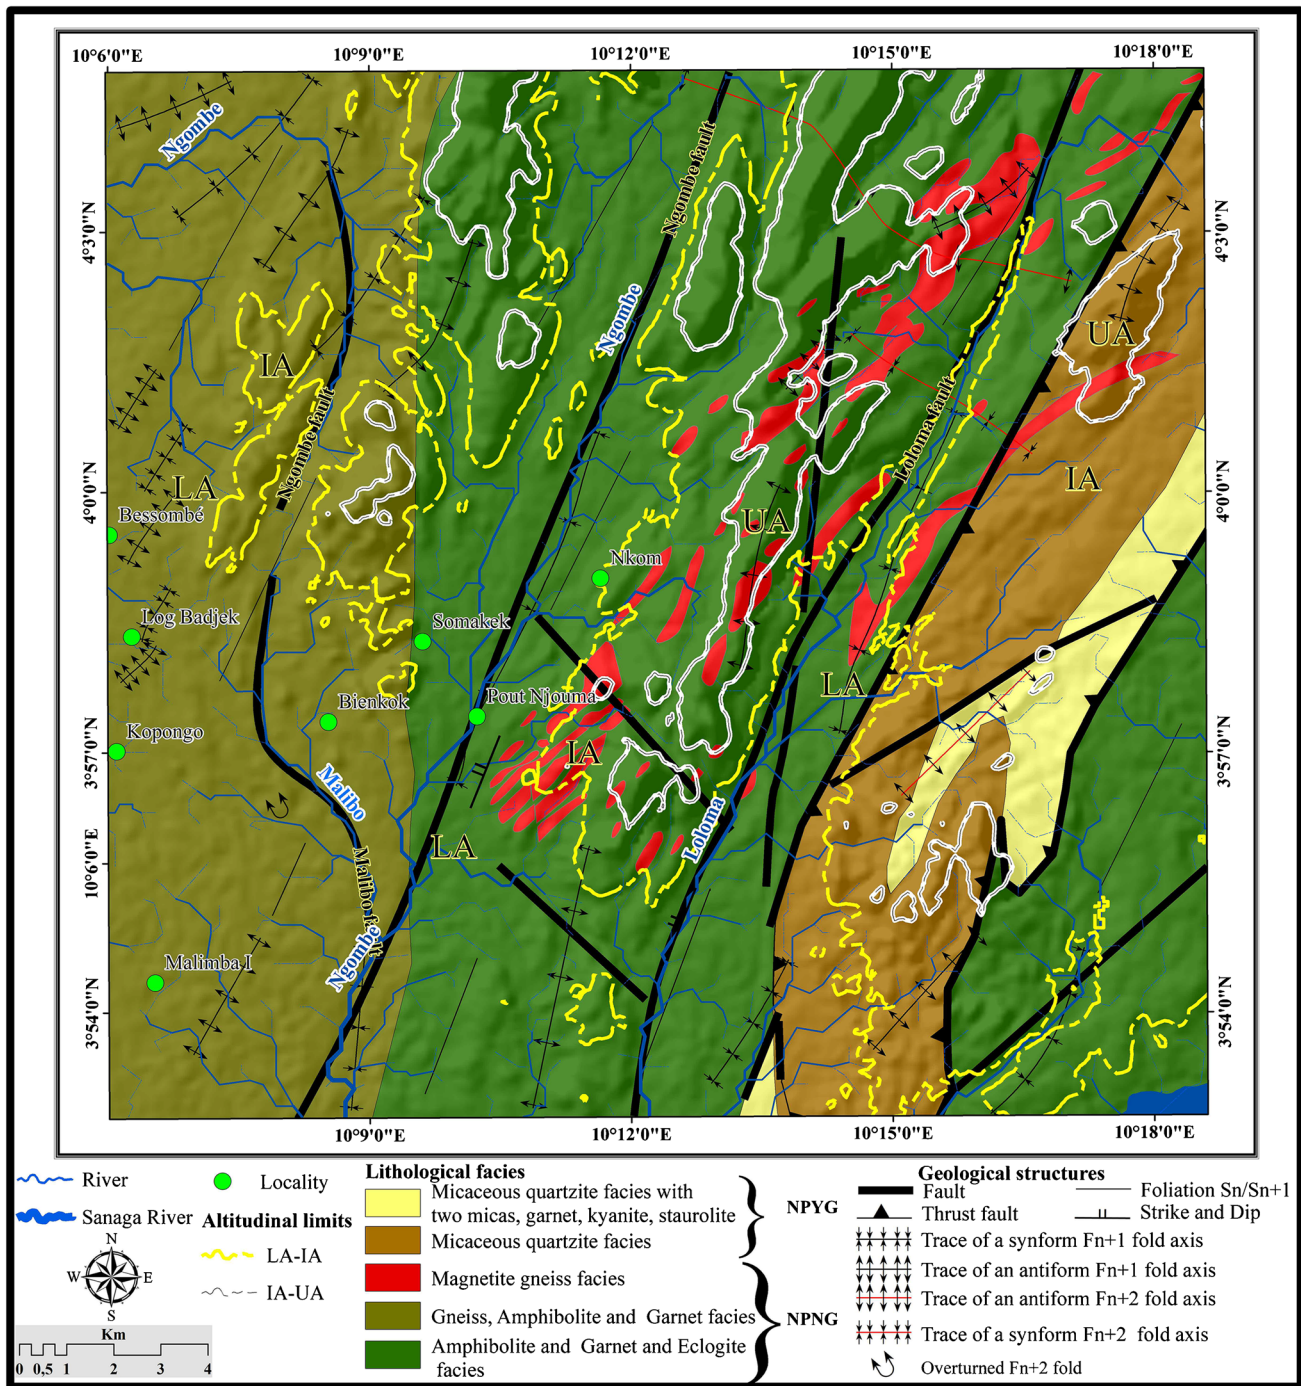 10°6'0"E
10°9'0"E
10°12'0"E
10°15'0"E
10°18'0"E
Ngombe
Ngombe fault
4°3'0"N
4°3'0"N
Ngombe
IA
UA
Ngombe fault
Loloma fault
LA
IA
4°0'0"N
4°0'0"N
Bessombé
UA
Nkom
Log Badjek
Somakek
LA
Bienkok
Pout Njouma
Kopongo
IA
3°57'0"N
3°57'0"N
Malibo
Loloma
LA
10°6'0"E
Malibo fault
Ngombe
Malimba I
3°54'0"N
3°54'0"N
10°9'0"E
10°12'0"E
10°15'0"E
10°18'0"E
River
Sanaga River
N
W
E
S
Km
0 0,5 1 2 3 4
Locality
Altitudinal limits
LA-IA
IA-UA
Lithological facies
Micaceous quartzite facies with
two micas, garnet, kyanite, staurolite
Micaceous quartzite facies
NPYG
Magnetite gneiss facies
Gneiss, Amphibolite and Garnet facies
Amphibolite and Garnet and Eclogite
facies
NPNG
Geological structures
Fault
Foliation Sn/Sn+1
Thrust fault
Strike and Dip
Trace of a synform Fn+1 fold axis
Trace of an antiform Fn+1 fold axis
Trace of an antiform Fn+2 fold axis
Trace of a synform Fn+2 fold axis
Overturned Fn+2 fold